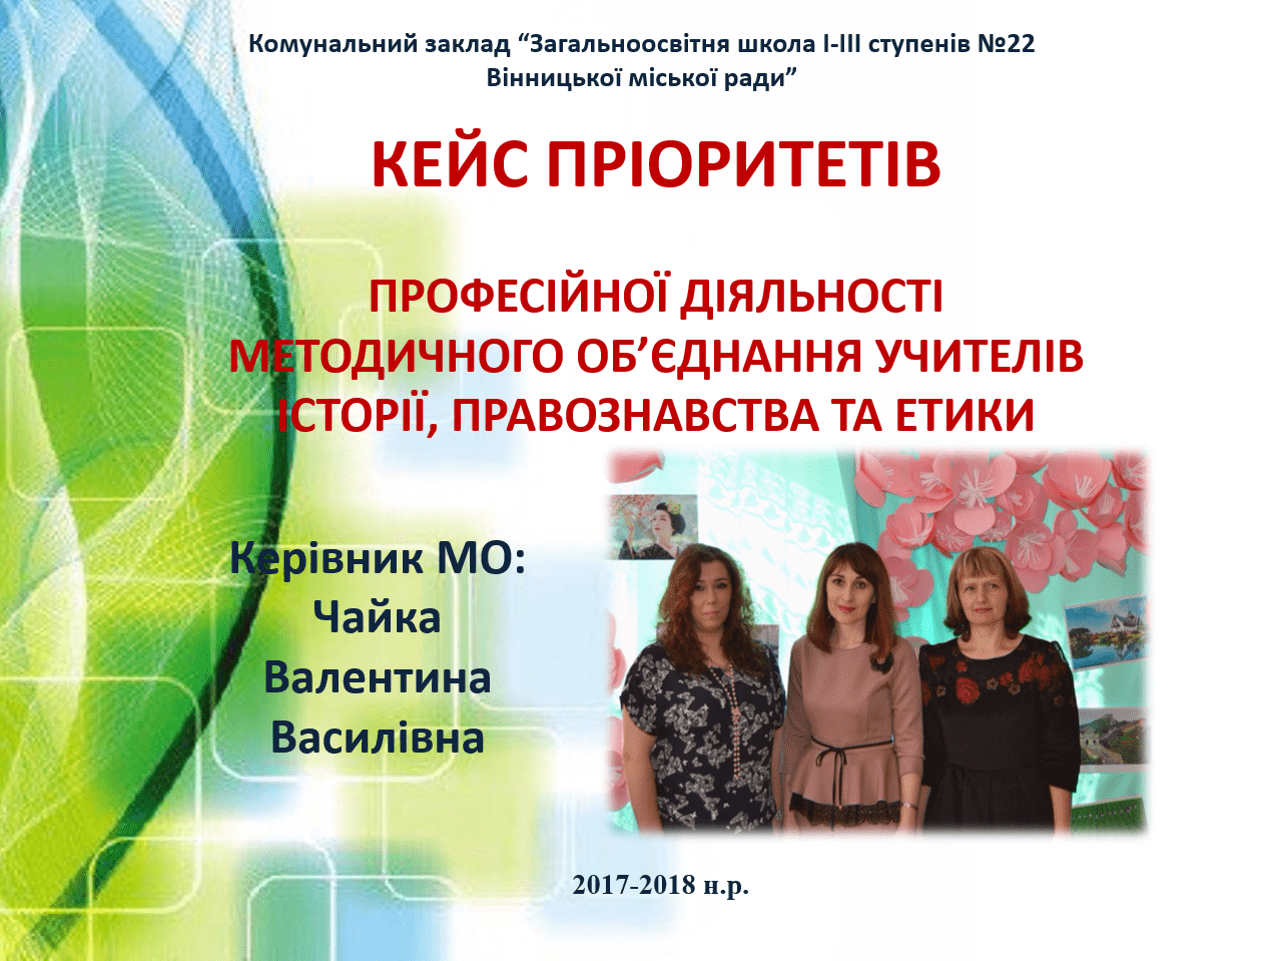 Комунальний заклад “Загальноосвітня школа І-ІІІ ступенів №22
Вінницької міської ради”
КЕЙС ПРІОРИТЕТІВ
ПРОФЕСІЙНОЇ ДІЯЛЬНОСТІ
МЕТОДИЧНОГО ОБ’ЄДНАННЯ УЧИТЕЛІВ
ІСТОРІЇ, ПРАВОЗНАВСТВА ТА ЕТИКИ
Керівник МО:
Чайка
Валентина
Василівна
2017-2018 н.р.